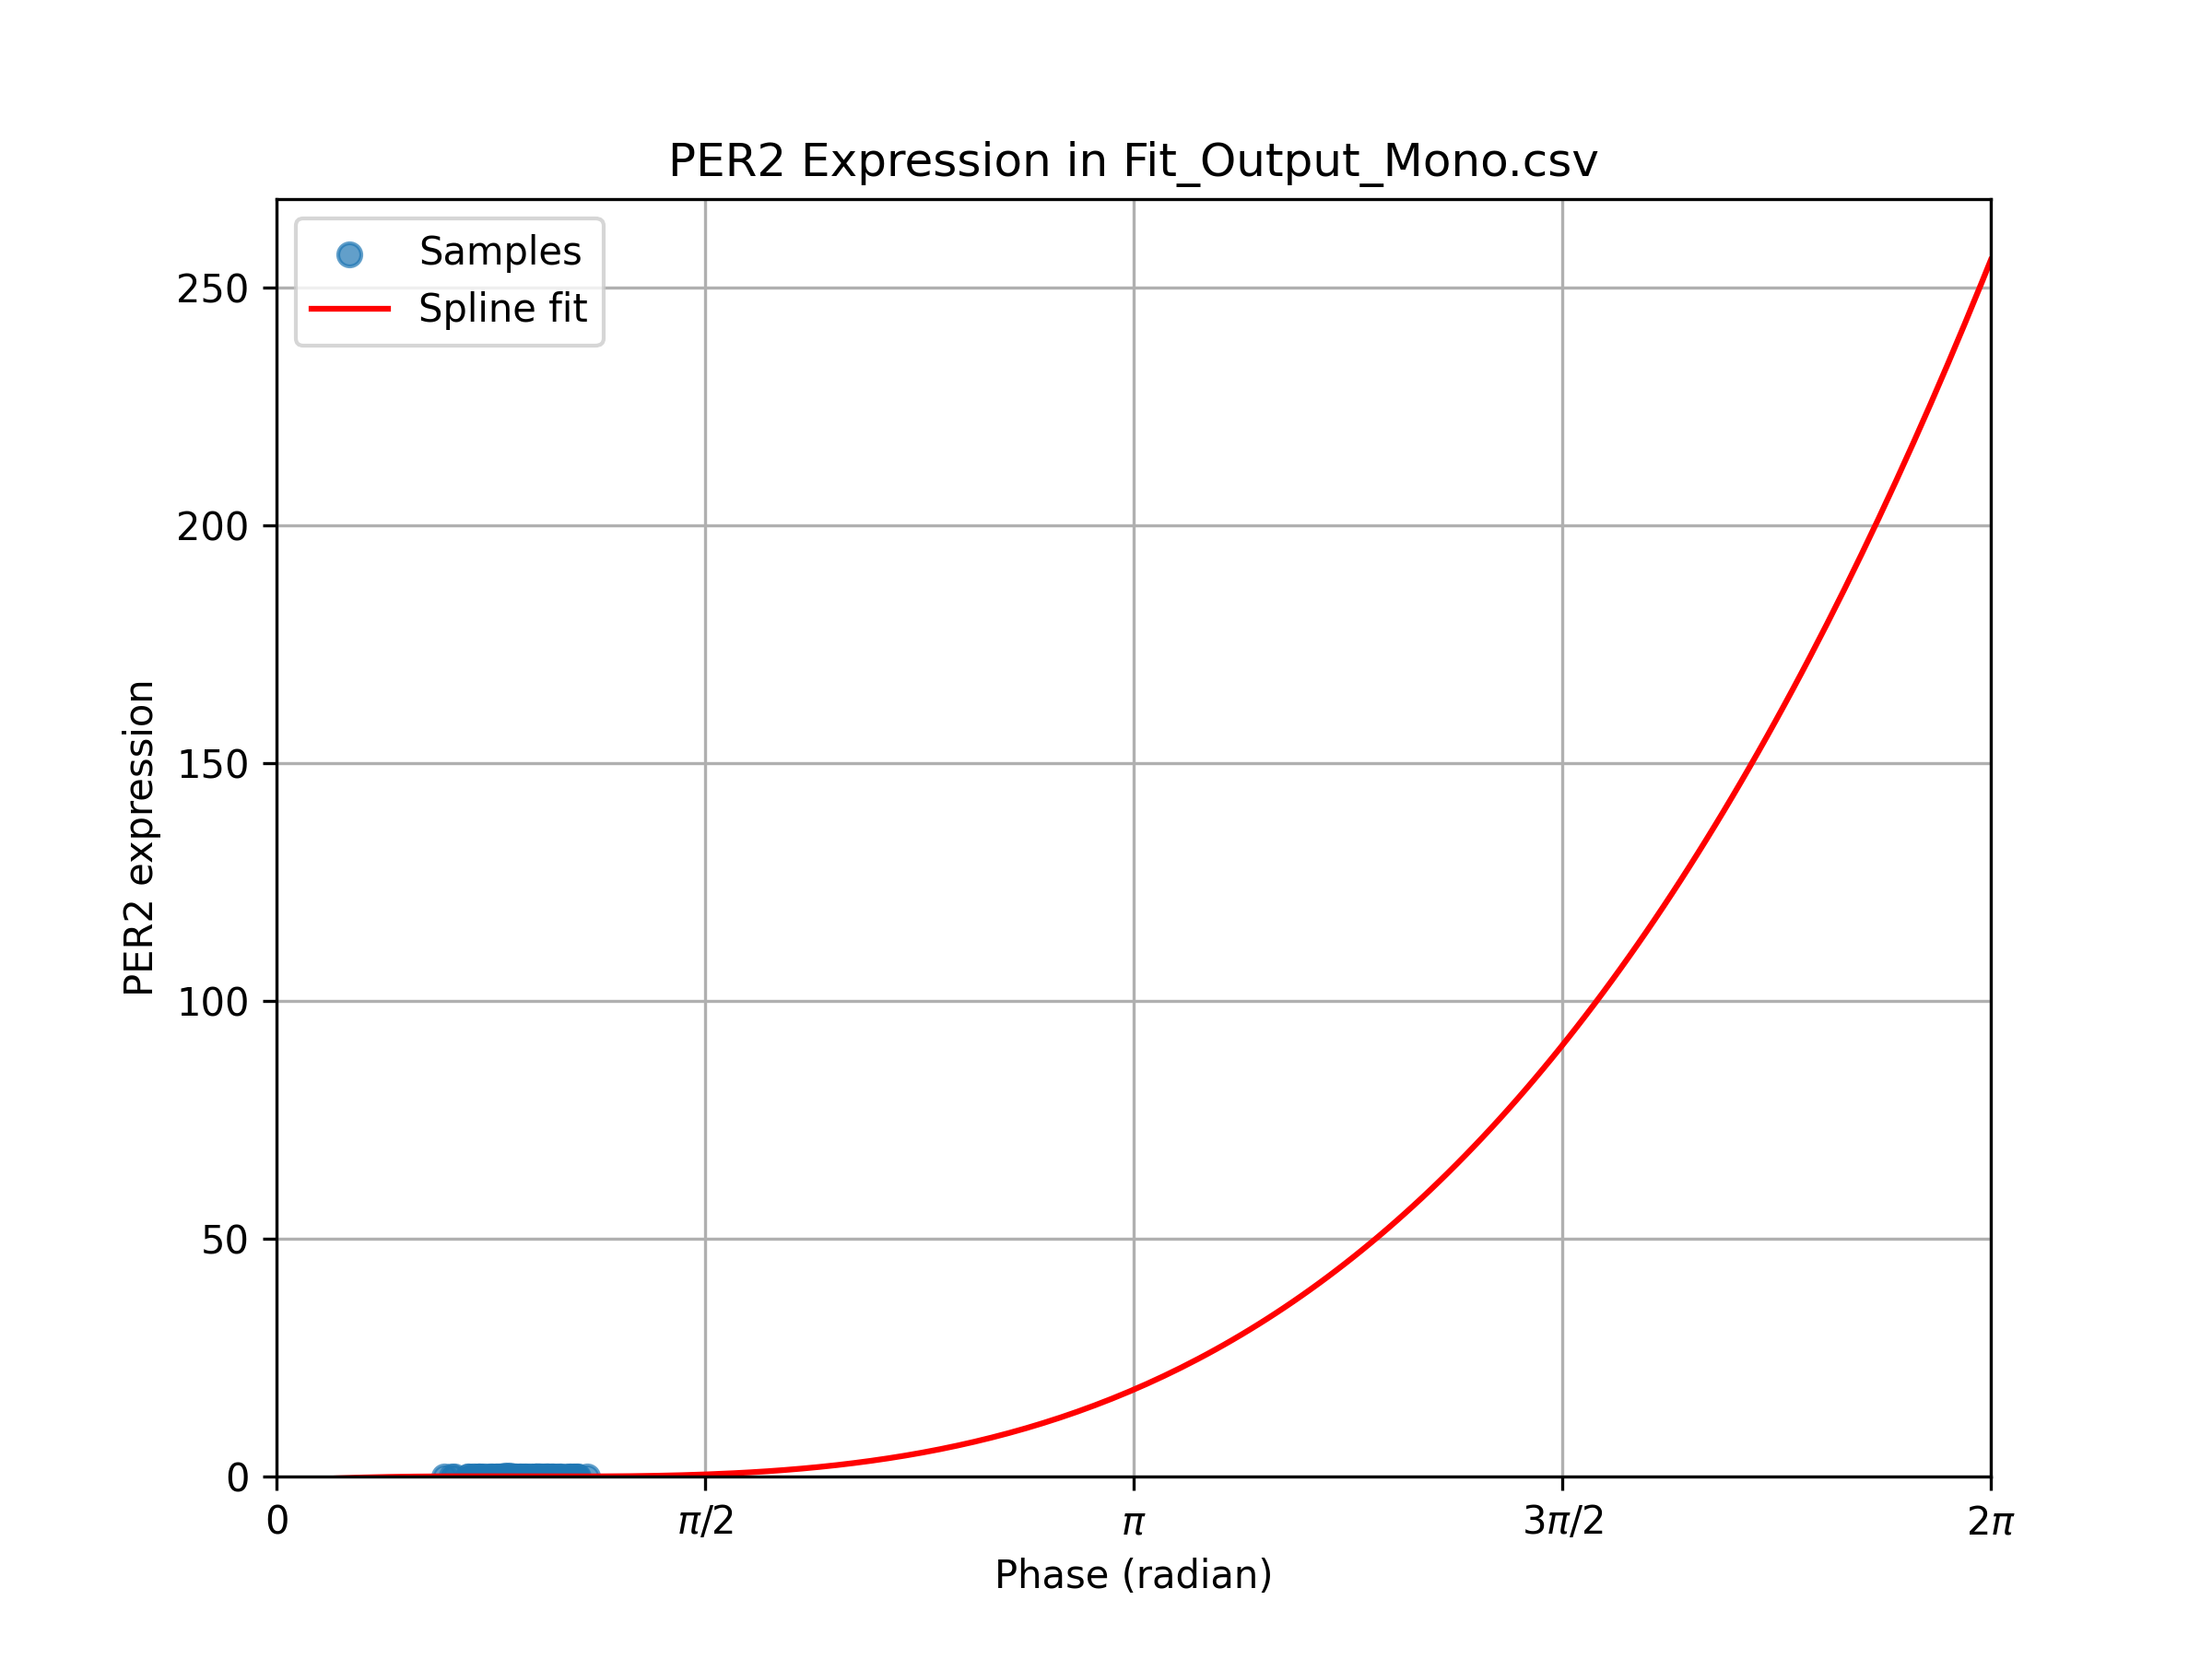 PER2 Expression in Fit_Output_Mono.csv
Samples
Spline fit
250
200
150
100
50
0
PER2 expression
0 π/2 π 3π/2 2π
Phase (radian)